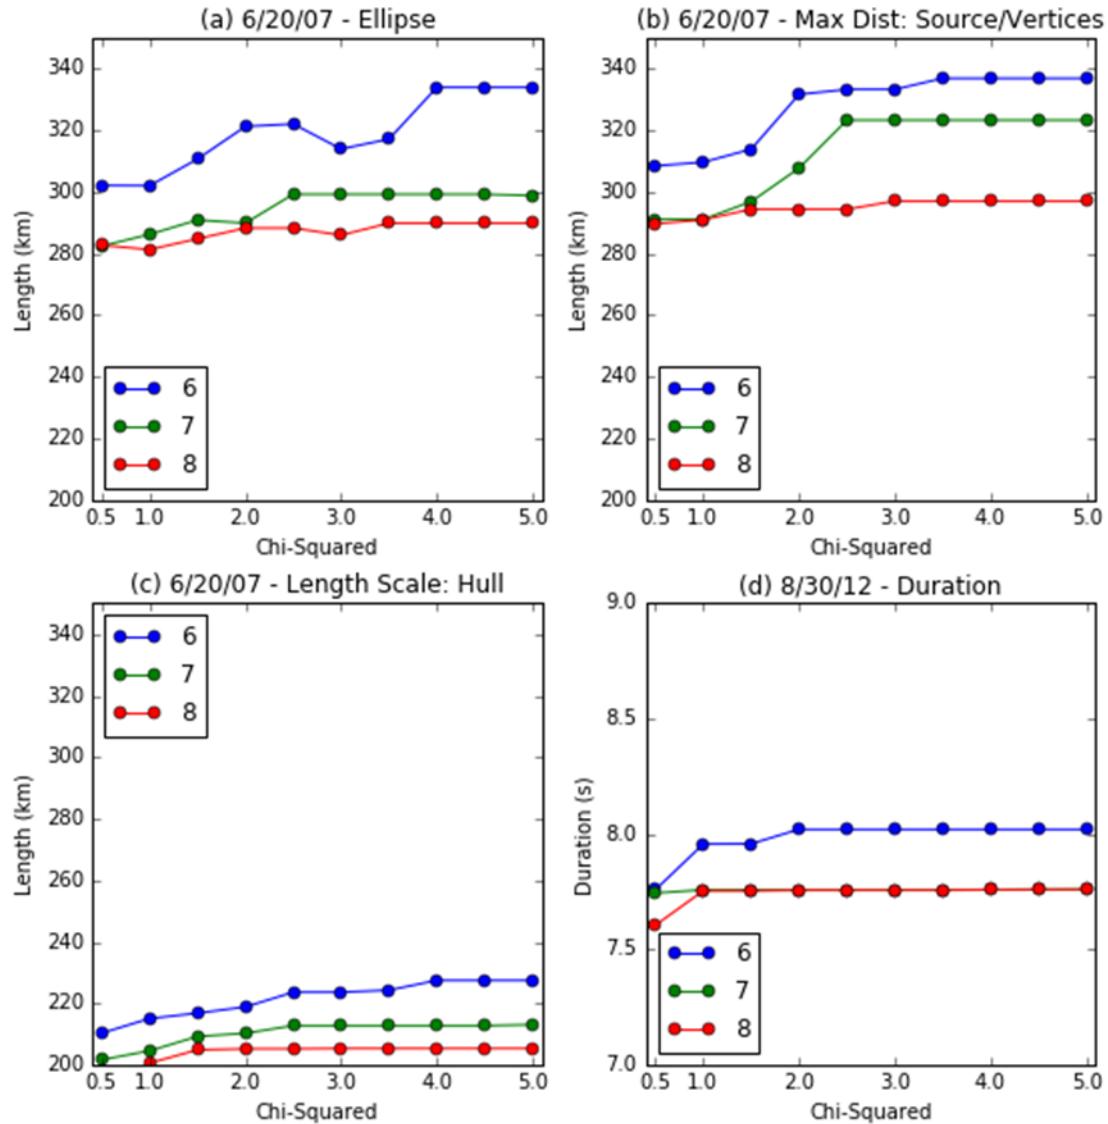 (a) 6/20/07 - Ellipse
340
320
300
280
260
240
220
200
Length (km)
6
7
8
0.5 1.0 2.0 3.0 4.0 5.0
Chi-Squared
(b) 6/20/07 - Max Dist: Source/Vertices
340
320
300
280
260
240
220
200
Length (km)
6
7
8
0.5 1.0 2.0 3.0 4.0 5.0
Chi-Squared
(c) 6/20/07 - Length Scale: Hull
340
320
300
280
260
240
220
200
Length (km)
6
7
8
0.5 1.0 2.0 3.0 4.0 5.0
Chi-Squared
(d) 8/30/12 - Duration
9.0
8.5
8.0
7.5
7.0
Duration (s)
6
7
8
0.5 1.0 2.0 3.0 4.0 5.0
Chi-Squared